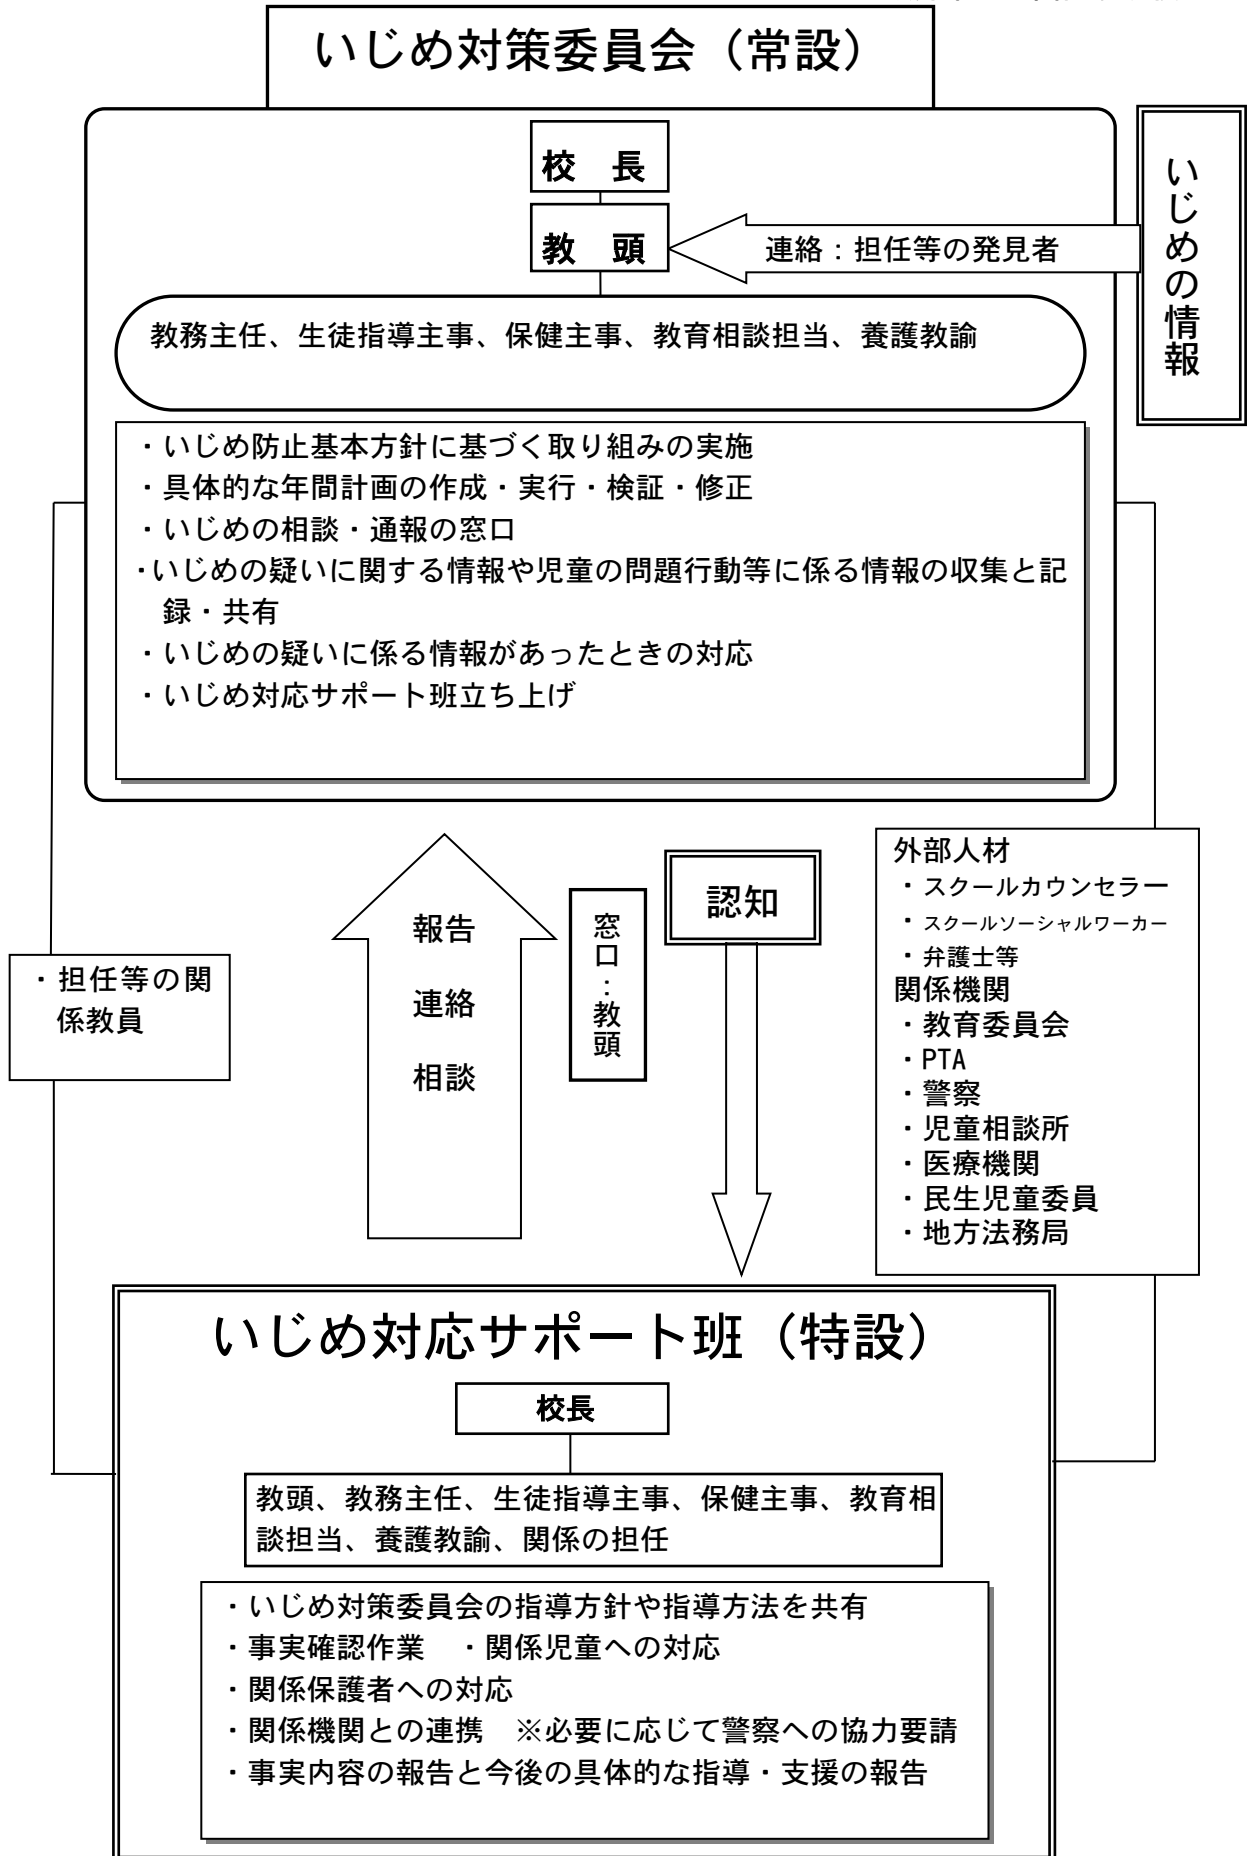 いじめ対策委員会（常設）
校　長
教　頭
連絡：担任等の発見者
いじめの情報
教務主任、生徒指導主事、保健主事、教育相談担当、養護教諭
・いじめ防止基本方針に基づく取り組みの実施
・具体的な年間計画の作成・実行・検証・修正
・いじめの相談・通報の窓口
・いじめの疑いに関する情報や児童の問題行動等に係る情報の収集と記
録・共有
・いじめの疑いに係る情報があったときの対応
・いじめ対応サポート班立ち上げ
・担任等の関
係教員
報告
連絡
相談
窓口：教頭
認知
外部人材
・スクールカウンセラー
・スクールソーシャルワーカー
・弁護士等
関係機関
・教育委員会
・PTA
・警察
・児童相談所
・医療機関
・民生児童委員
・地方法務局
いじめ対応サポート班（特設）
校長
教頭、教務主任、生徒指導主事、保健主事、教育相
談担当、養護教諭、関係の担任
・いじめ対策委員会の指導方針や指導方法を共有
・事実確認作業　・関係児童への対応
・関係保護者への対応
・関係機関との連携　※必要に応じて警察への協力要請
・事実内容の報告と今後の具体的な指導・支援の報告